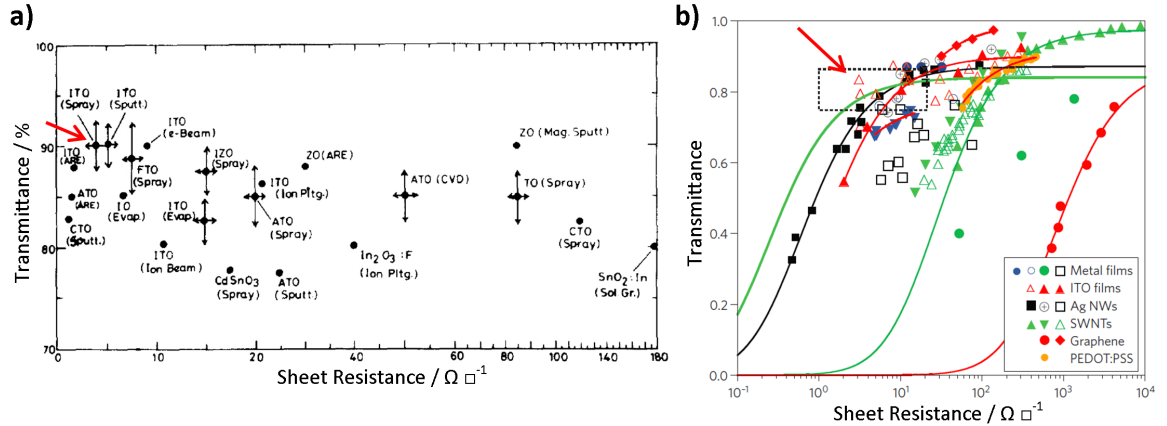 a)
Transmittance / %
100
90
80
70
ITO
(Spray)
ITO
(Sputt.)
ITO
(e-Beam)
ITO
(ARE)
FTO
(Spray)
IZO
(Spray)
ZO (ARE)
ZO (Mag. Sputt)
ATO
(ARE)
IO
(Evap.)
ITO
(Evap.)
ITO
(Ion Pltg.)
ATO (CVD)
TO (Spray)
CTO
(Sputt.)
ATO
(Spray)
CTO
(Spray)
ITO
(Ion Beam)
In2O3:F
(Ion Pltg.)
CdSnO3
(Spray)
ATO
(Sputt)
SnO2:In
(Sol Gr.)
0 10 20 30 40 60 80 100 120 140 160 180
Sheet Resistance / Ω □⁻¹
b)
Transmittance
1.0
0.8
0.6
0.4
0.2
0.0
Metal films
ITO films
Ag NWs
SWNTs
Graphene
PEDOT:PSS
10⁻¹ 10⁰ 10¹ 10² 10³ 10⁴
Sheet Resistance / Ω □⁻¹